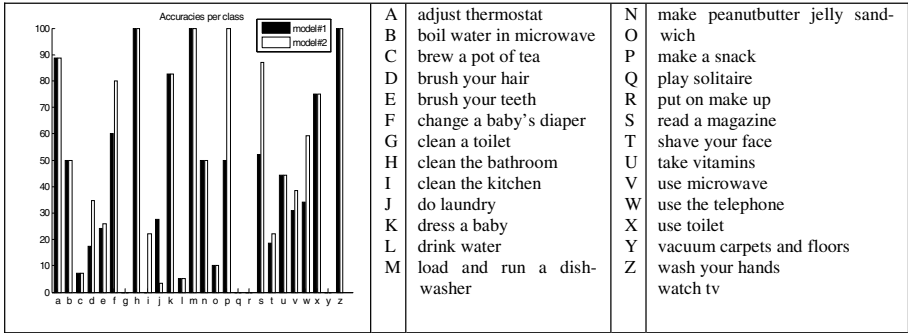 Accuracies per class
model#1
model#2
100
90
80
70
60
50
40
30
20
10
0
a b c d e f g h i j k l m n o p q r s t u v w x y z
A adjust thermostat
B boil water in microwave
C brew a pot of tea
D brush your hair
E brush your teeth
F change a baby's diaper
G clean a toilet
H clean the bathroom
I clean the kitchen
J do laundry
K dress a baby
L drink water
M load and run a dish-
washer
N make peanutbutter jelly sand-
O wich
P make a snack
Q play solitaire
R put on make up
S read a magazine
T shave your face
U take vitamins
V use microwave
W use the telephone
X use toilet
Y vacuum carpets and floors
Z wash your hands
watch tv